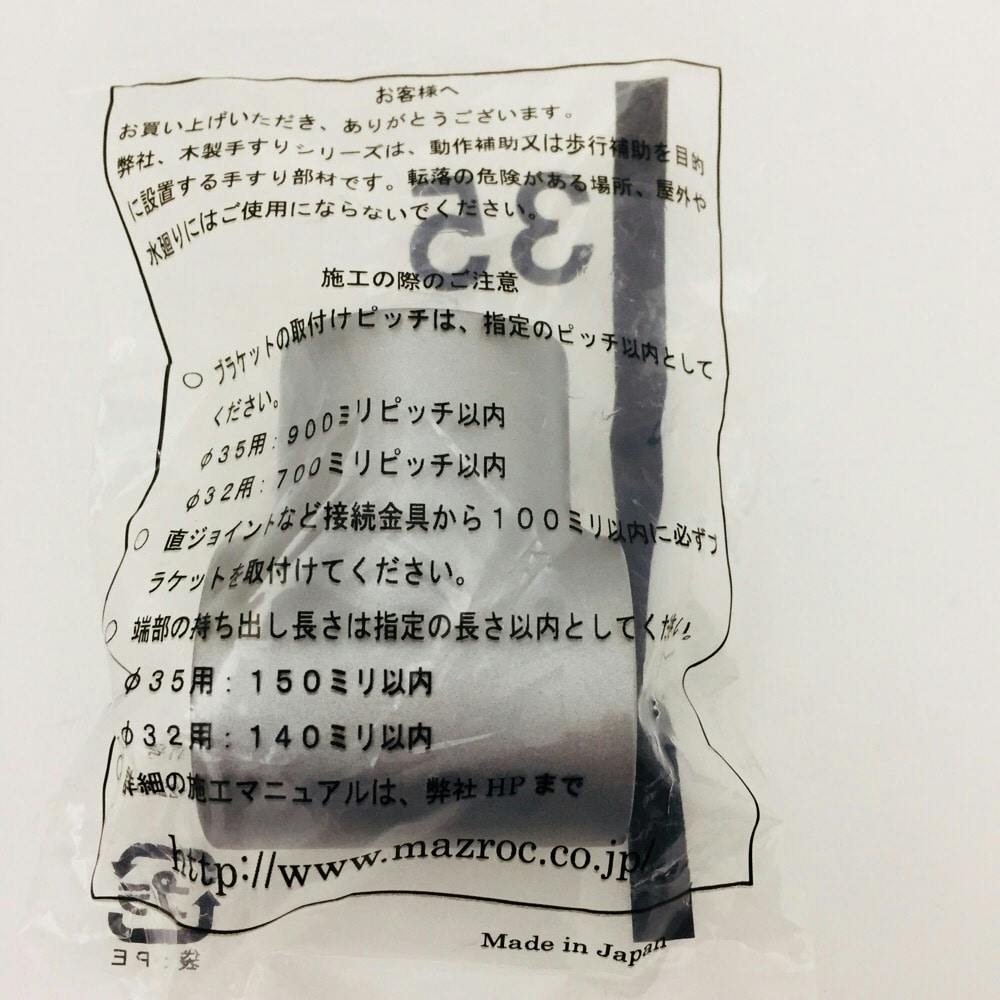 お客様へ
お買い上げいただき、ありがとうございます。
弊社、木製手すりシリーズは、動作補助又は歩行補助を目的
に設置する手すり部材です。転落の危険がある場所、屋外や
水廻りにはご使用にならないでください。
35
施工の際のご注意
○ ブラケットの取付けピッチは、指定のピッチ以内として
ください。
φ35用:900ミリピッチ以内
φ32用:700ミリピッチ以内
○ 直ジョイントなど接続金具から100ミリ以内に必ずブ
ラケットを取付けてください。
○ 端部の持ち出し長さは指定の長さ以内としてください
φ35用:150ミリ以内
φ32用:140ミリ以内
○ 詳細の施工マニュアルは、弊社HPまで
http://www.mazroc.co.jp/
プラ
袋:PE
Made in Japan